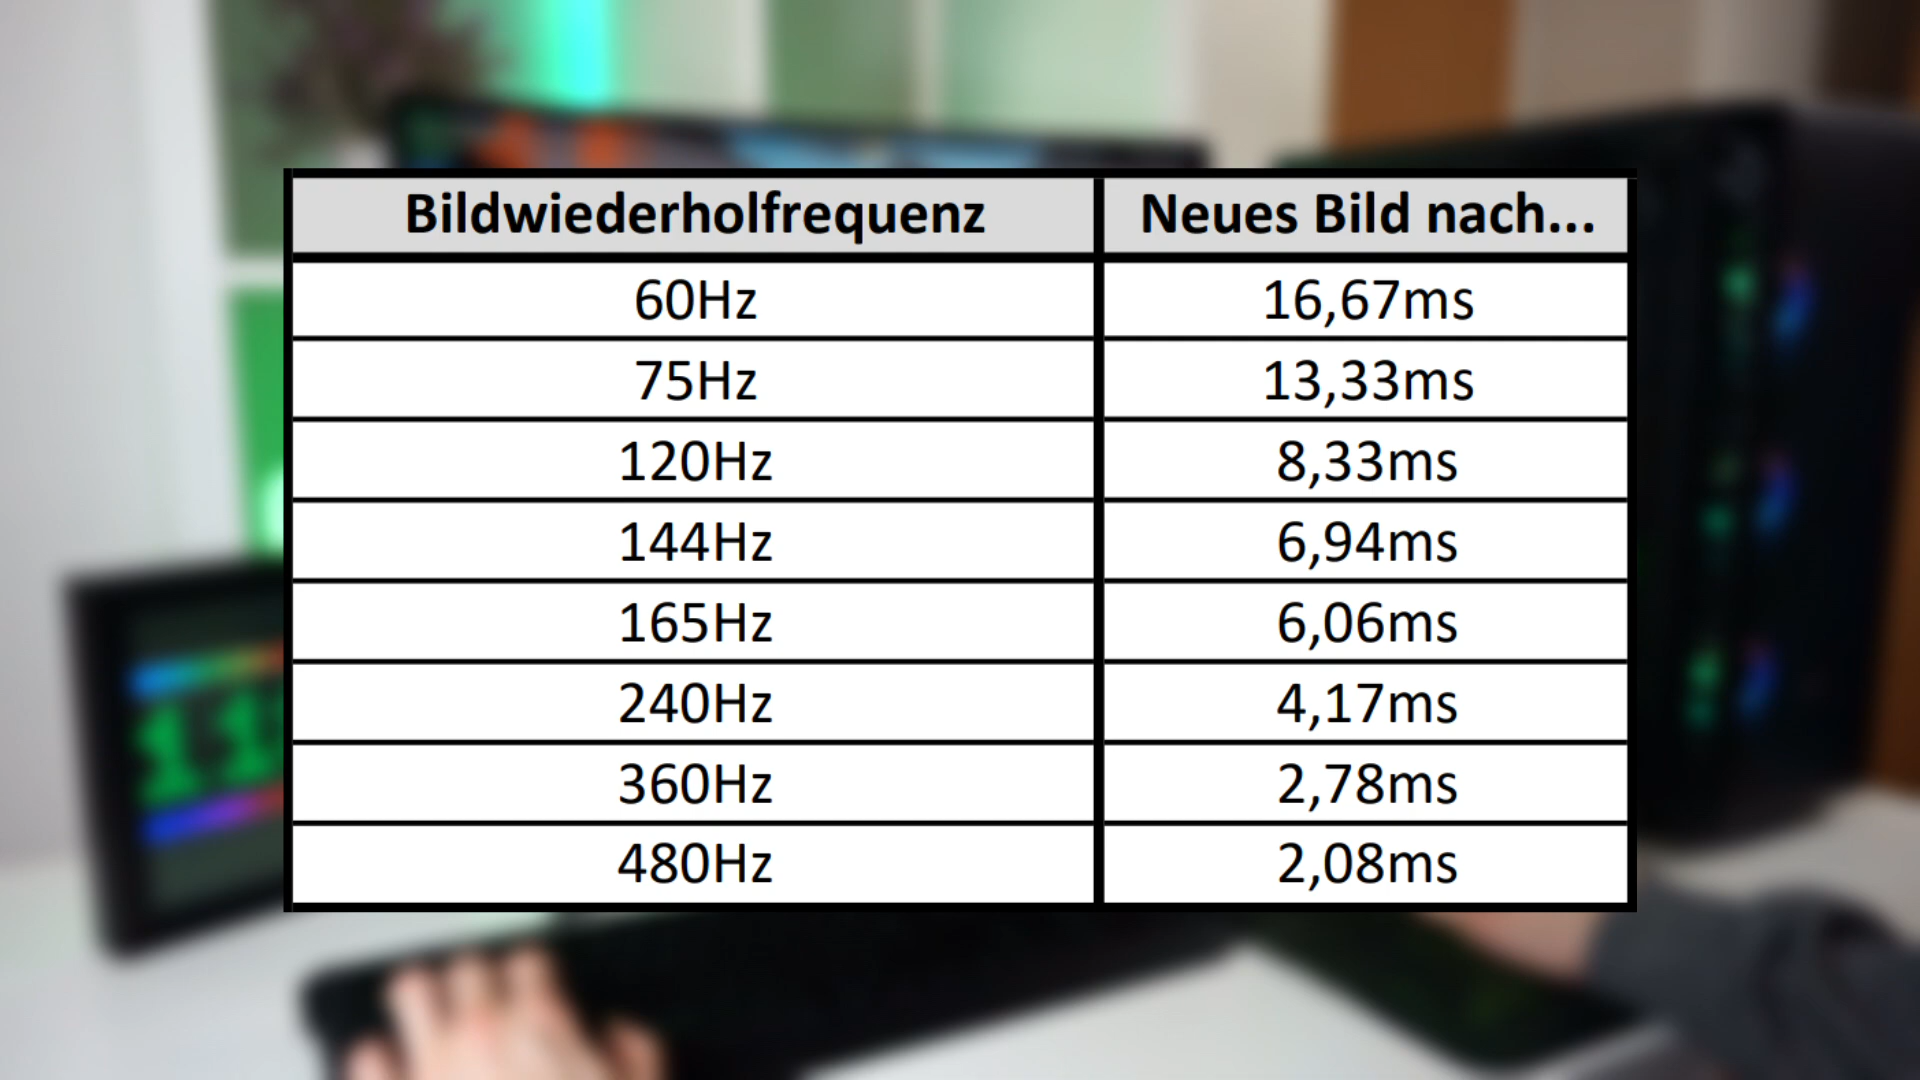 Bildwiederholfrequenz Neues Bild nach...
60Hz 16,67ms
75Hz 13,33ms
120Hz 8,33ms
144Hz 6,94ms
165Hz 6,06ms
240Hz 4,17ms
360Hz 2,78ms
480Hz 2,08ms